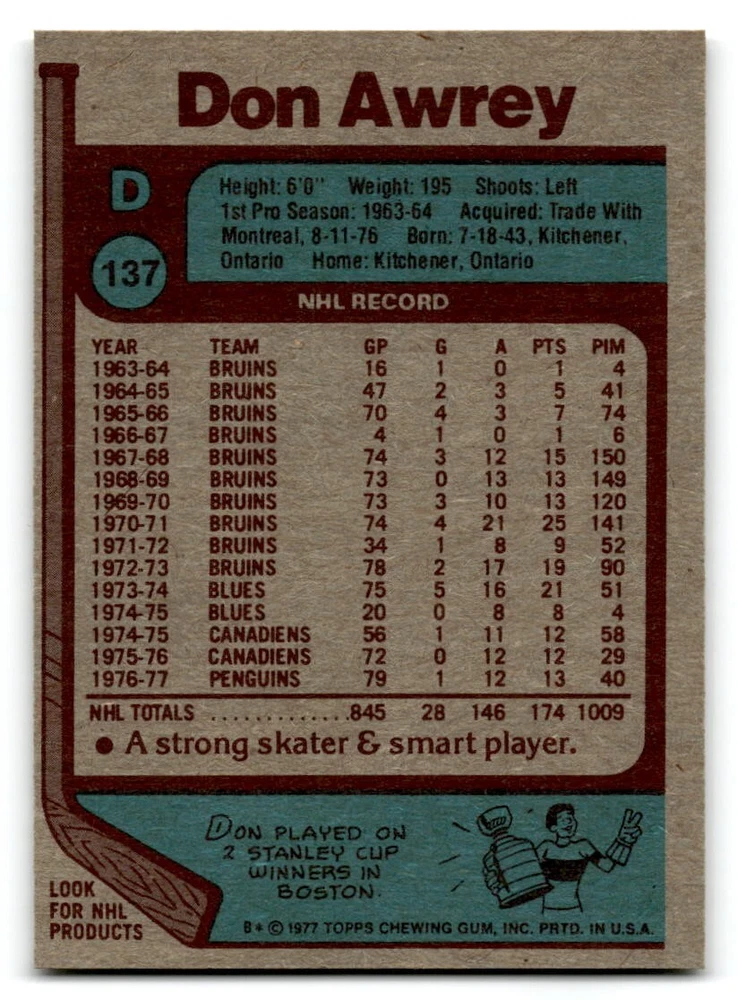 Don Awrey
D
137
Height: 6'0" Weight: 195 Shoots: Left
1st Pro Season: 1963-64 Acquired: Trade With
Montreal, 8-11-76 Born: 7-18-43, Kitchener,
Ontario Home: Kitchener, Ontario
NHL RECORD
YEAR TEAM GP G A PTS PIM
1963-64 BRUINS 16 1 0 1 4
1964-65 BRUINS 47 2 3 5 41
1965-66 BRUINS 70 4 3 7 74
1966-67 BRUINS 4 1 0 1 6
1967-68 BRUINS 74 3 12 15 150
1968-69 BRUINS 73 0 13 13 149
1969-70 BRUINS 73 3 10 13 120
1970-71 BRUINS 74 4 21 25 141
1971-72 BRUINS 34 1 8 9 52
1972-73 BRUINS 78 2 17 19 90
1973-74 BLUES 75 5 16 21 51
1974-75 BLUES 20 0 8 8 4
1974-75 CANADIENS 56 1 11 12 58
1975-76 CANADIENS 72 0 12 12 29
1976-77 PENGUINS 79 1 12 13 40
NHL TOTALS .............845 28 146 174 1009
● A strong skater & smart player.
DON PLAYED ON
2 STANLEY CUP
WINNERS IN
BOSTON.
LOOK
FOR NHL
PRODUCTS
B* © 1977 TOPPS CHEWING GUM, INC. PRTD. IN U.S.A.